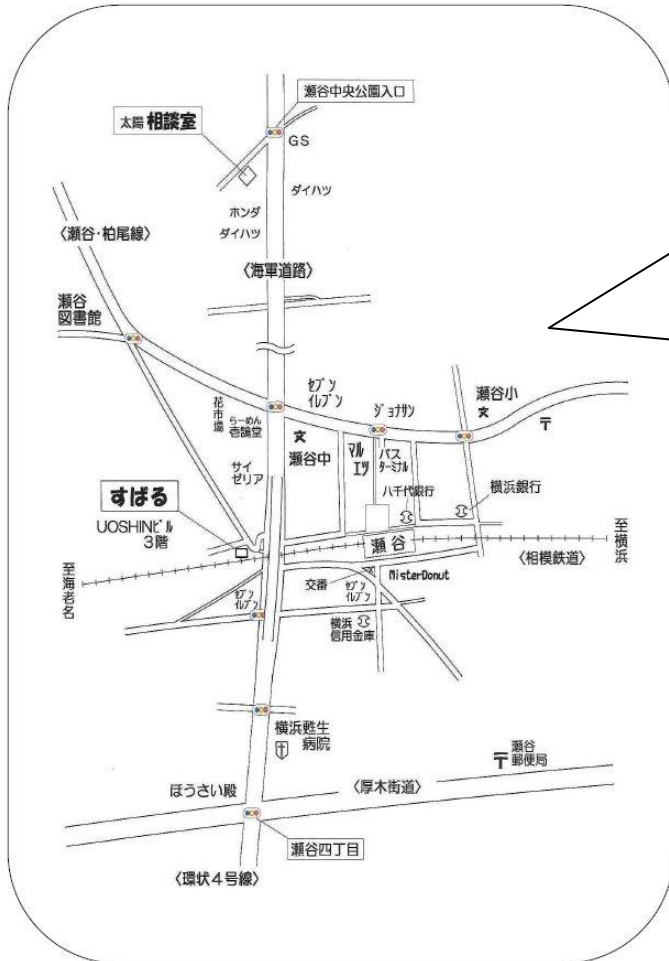 瀬谷中央公園入口
太陽 相談室
GS
ダイハツ
ホンダ
ダイハツ
〈瀬谷・柏尾線〉
〈海軍道路〉
瀬谷
図書館
セブン
イレブン
ジョナサン
瀬谷小
文
〒
花市場
らーめん
壱鵠堂
文
瀬谷中
マル
エツ
バス
ターミナル
サイ
ゼリア
八千代銀行
横浜銀行
すばる
UOSHINビル
3階
瀬谷
至横浜
〈相模鉄道〉
至海老名
セブン
イレブン
交番
セブン
イレブン
MisterDonut
横浜
信用金庫
横浜甦生
病院
〒
瀬谷
郵便局
ほうさい殿
〈厚木街道〉
瀬谷四丁目
〈環状4号線〉